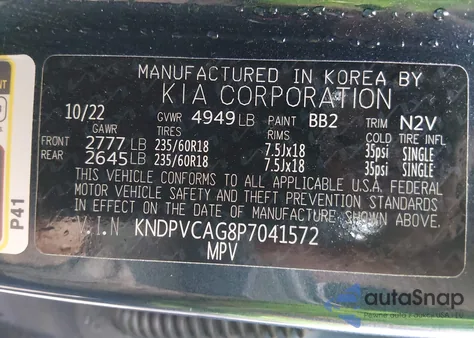 MANUFACTURED IN KOREA BY
KIA CORPORATION
10/22 GVWR 4949 LB PAINT BB2 TRIM N2V
GAWR TIRES RIMS COLD TIRE INFL
FRONT 2777 LB 235/60R18 7.5Jx18 35psi SINGLE
REAR 2645 LB 235/60R18 7.5Jx18 35psi SINGLE
THIS VEHICLE CONFORMS TO ALL APPLICABLE U.S.A. FEDERAL
MOTOR VEHICLE SAFETY AND THEFT PREVENTION STANDARDS
IN EFFECT ON THE DATE OF MANUFACTURE SHOWN ABOVE.
V.I.N KNDPVCAG8P7041572
MPV
P41
autaSnap